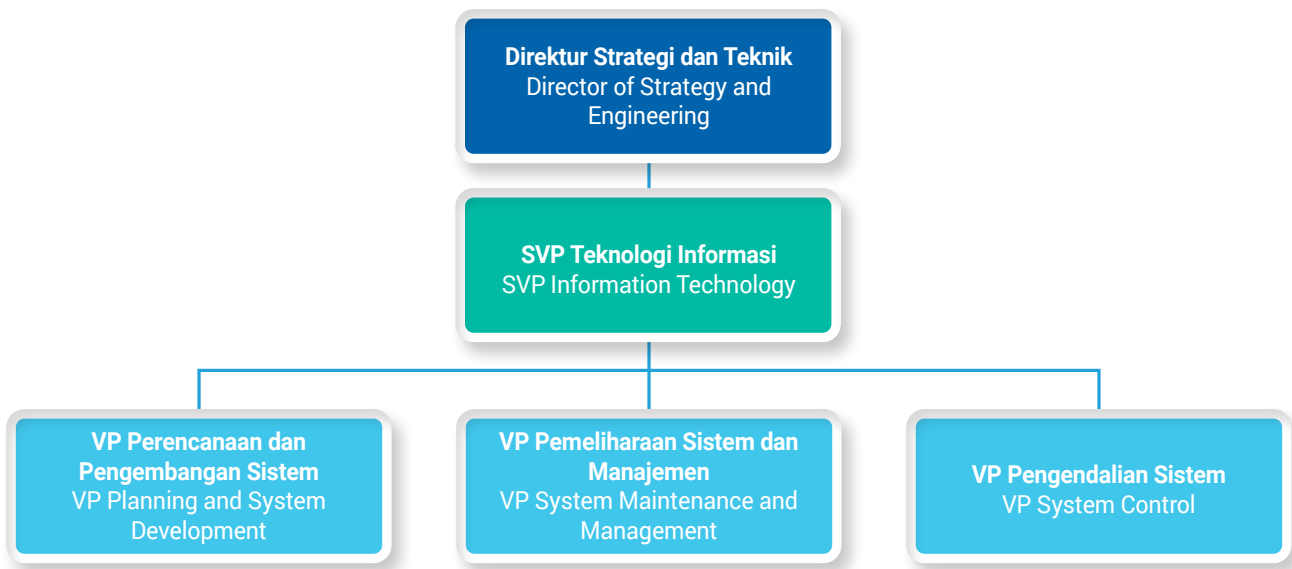 Direktur Strategi dan Teknik
Director of Strategy and
Engineering
SVP Teknologi Informasi
SVP Information Technology
VP Perencanaan dan
Pengembangan Sistem
VP Planning and System
Development
VP Pemeliharaan Sistem dan
Manajemen
VP System Maintenance and
Management
VP Pengendalian Sistem
VP System Control